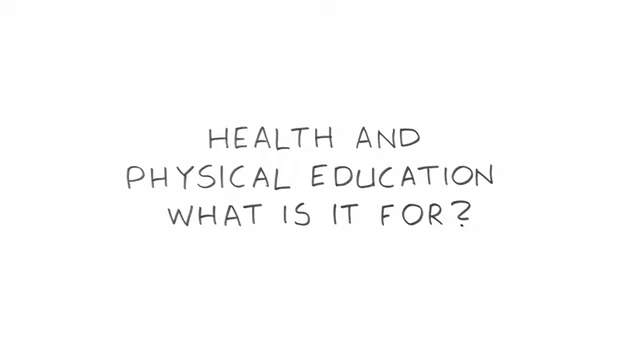 HEALTH AND
PHYSICAL EDUCATION
WHAT IS IT FOR?